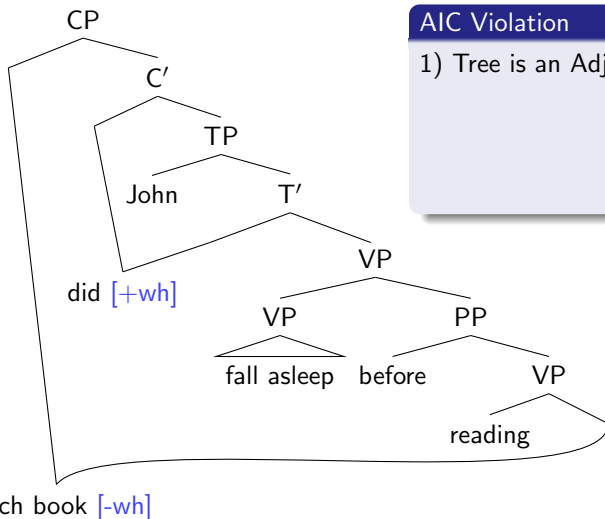 CP
AIC Violation
1) Tree is an Adj
C′
TP
John
T′
VP
did [+wh]
VP
PP
fall asleep
before
VP
reading
book [-wh]